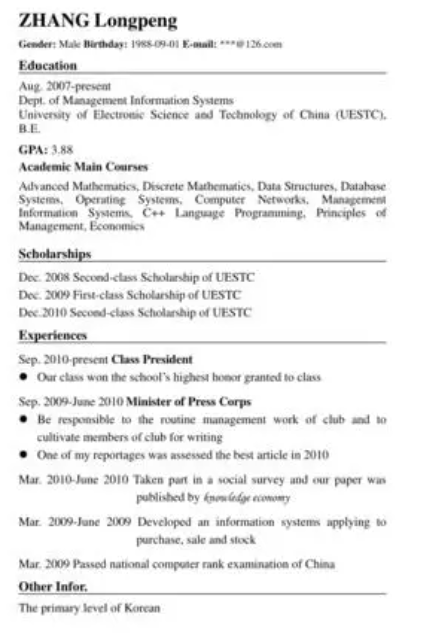 ZHANG Longpeng
Gender: Male Birthday: 1988-09-01 E-mail: ***@126.com
Education
Aug. 2007-present
Dept. of Management Information Systems
University of Electronic Science and Technology of China (UESTC),
B.E.
GPA: 3.88
Academic Main Courses
Advanced Mathematics, Discrete Mathematics, Data Structures, Database
Systems, Operating Systems, Computer Networks, Management
Information Systems, C++ Language Programming, Principles of
Management, Economics
Scholarships
Dec. 2008 Second-class Scholarship of UESTC
Dec. 2009 First-class Scholarship of UESTC
Dec.2010 Second-class Scholarship of UESTC
Experiences
Sep. 2010-present Class President
● Our class won the school's highest honor granted to class
Sep. 2009-June 2010 Minister of Press Corps
● Be responsible to the routine management work of club and to
cultivate members of club for writing
● One of my reportages was assessed the best article in 2010
Mar. 2010-June 2010 Taken part in a social survey and our paper was
published by knowledge economy
Mar. 2009-June 2009 Developed an information systems applying to
purchase, sale and stock
Mar. 2009 Passed national computer rank examination of China
Other Infor.
The primary level of Korean